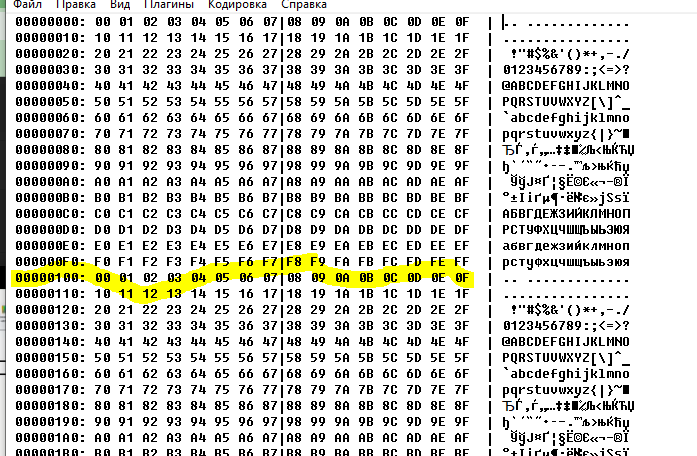 Файл Правка Вид Плагины Кодировка Справка
00000000: 00 01 02 03 04 05 06 07|08 09 0A 0B 0C 0D 0E 0F | .. .............
00000010: 10 11 12 13 14 15 16 17|18 19 1A 1B 1C 1D 1E 1F | ................
00000020: 20 21 22 23 24 25 26 27|28 29 2A 2B 2C 2D 2E 2F | !"#$%&'()*+,-./
00000030: 30 31 32 33 34 35 36 37|38 39 3A 3B 3C 3D 3E 3F | 0123456789:;<=>?
00000040: 40 41 42 43 44 45 46 47|48 49 4A 4B 4C 4D 4E 4F | @ABCDEFGHIJKLMNO
00000050: 50 51 52 53 54 55 56 57|58 59 5A 5B 5C 5D 5E 5F | PQRSTUVWXYZ[\]^_
00000060: 60 61 62 63 64 65 66 67|68 69 6A 6B 6C 6D 6E 6F | `abcdefghijklmno
00000070: 70 71 72 73 74 75 76 77|78 79 7A 7B 7C 7D 7E 7F | pqrstuvwxyz{|}~■
00000080: 80 81 82 83 84 85 86 87|88 89 8A 8B 8C 8D 8E 8F |
00000090: 90 91 92 93 94 95 96 97|98 99 9A 9B 9C 9D 9E 9F |
000000A0: A0 A1 A2 A3 A4 A5 A6 A7|A8 A9 AA AB AC AD AE AF | ЎўЈ¤Ґ¦§Ё©Є«¬-®Ї
000000B0: B0 B1 B2 B3 B4 B5 B6 B7|B8 B9 BA BB BC BD BE BF | °±Ііґµ¶·ё№є»јЅѕї
000000C0: C0 C1 C2 C3 C4 C5 C6 C7|C8 C9 CA CB CC CD CE CF | АБВГДЕЖЗИЙКЛМНОП
000000D0: D0 D1 D2 D3 D4 D5 D6 D7|D8 D9 DA DB DC DD DE DF | РСТУФХЦЧШЩЪЫЬЭЮЯ
000000E0: E0 E1 E2 E3 E4 E5 E6 E7|E8 E9 EA EB EC ED EE EF | абвгдежзийклмноп
000000F0: F0 F1 F2 F3 F4 F5 F6 F7|F8 F9 FA FB FC FD FE FF | рстуфхцчшщъыьэюя
00000100: 00 01 02 03 04 05 06 07|08 09 0A 0B 0C 0D 0E 0F | .. .............
00000110: 10 11 12 13 14 15 16 17|18 19 1A 1B 1C 1D 1E 1F | ................
00000120: 20 21 22 23 24 25 26 27|28 29 2A 2B 2C 2D 2E 2F | !"#$%&'()*+,-./
00000130: 30 31 32 33 34 35 36 37|38 39 3A 3B 3C 3D 3E 3F | 0123456789:;<=>?
00000140: 40 41 42 43 44 45 46 47|48 49 4A 4B 4C 4D 4E 4F | @ABCDEFGHIJKLMNO
00000150: 50 51 52 53 54 55 56 57|58 59 5A 5B 5C 5D 5E 5F | PQRSTUVWXYZ[\]^_
00000160: 60 61 62 63 64 65 66 67|68 69 6A 6B 6C 6D 6E 6F | `abcdefghijklmno
00000170: 70 71 72 73 74 75 76 77|78 79 7A 7B 7C 7D 7E 7F | pqrstuvwxyz{|}~■
00000180: 80 81 82 83 84 85 86 87|88 89 8A 8B 8C 8D 8E 8F |
00000190: 90 91 92 93 94 95 96 97|98 99 9A 9B 9C 9D 9E 9F |
000001A0: A0 A1 A2 A3 A4 A5 A6 A7|A8 A9 AA AB AC AD AE AF | ЎўЈ¤Ґ¦§Ё©Є«¬-®Ї
000001B0: B0 B1 B2 B3 B4 B5 B6 B7|B8 B9 BA BB BC BD BE BF | °±Ііґµ¶·ё№є»јЅѕї